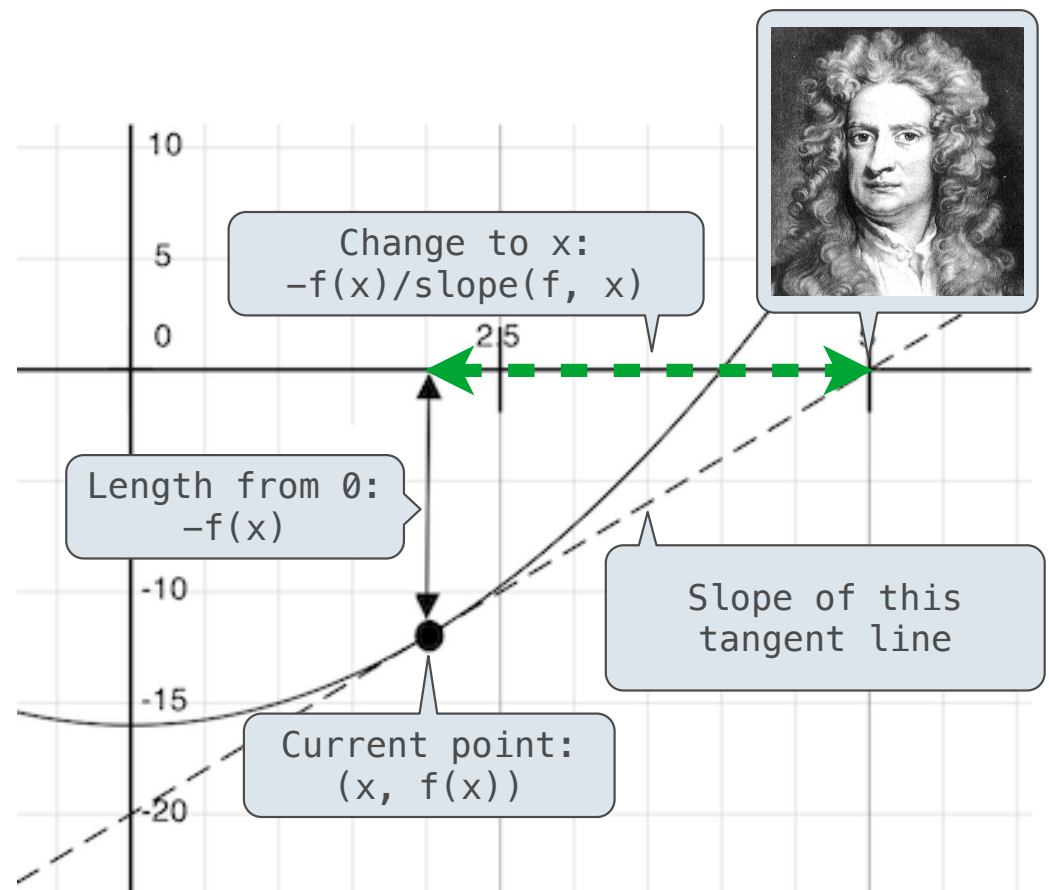 10
Change to x:
−f(x)/slope(f, x)
5
0
2.5
Length from 0:
−f(x)
-10
Slope of this
tangent line
-15
Current point:
(x, f(x))
-20